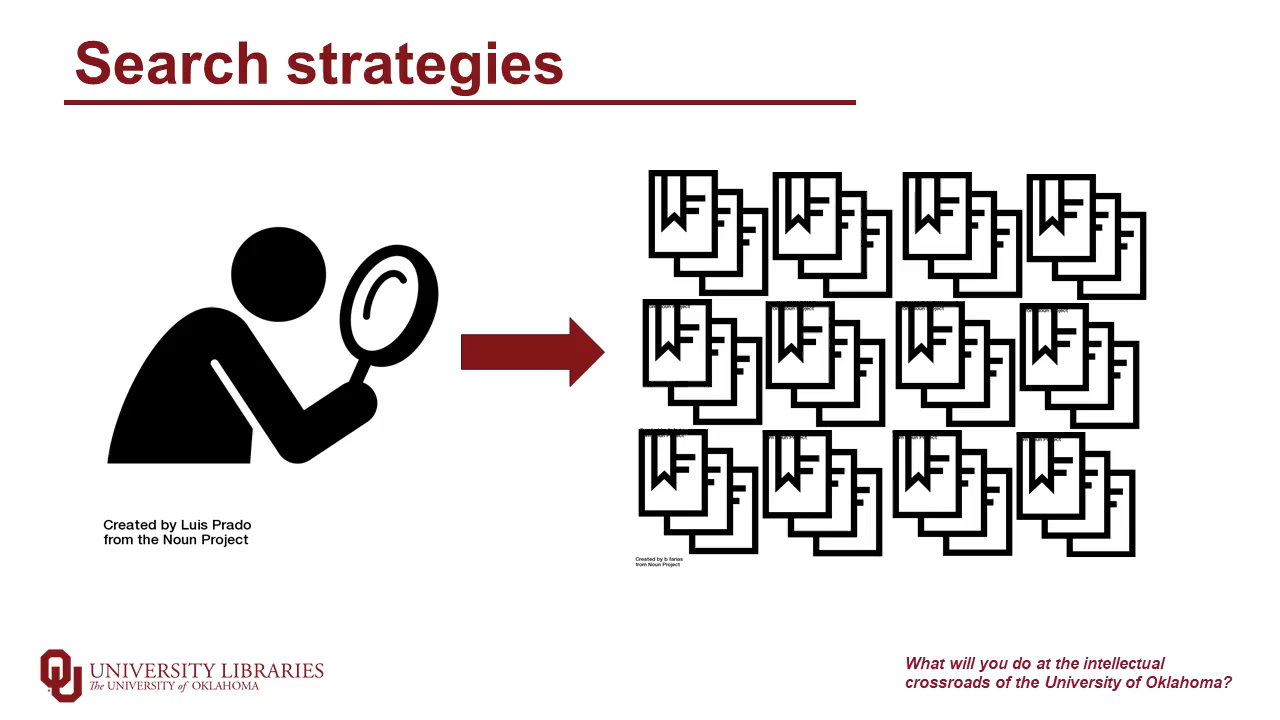 Search strategies
Created by Luis Prado
from the Noun Project
Created by b farias
from Noun Project
UNIVERSITY LIBRARIES
The UNIVERSITY of OKLAHOMA
What will you do at the intellectual
crossroads of the University of Oklahoma?